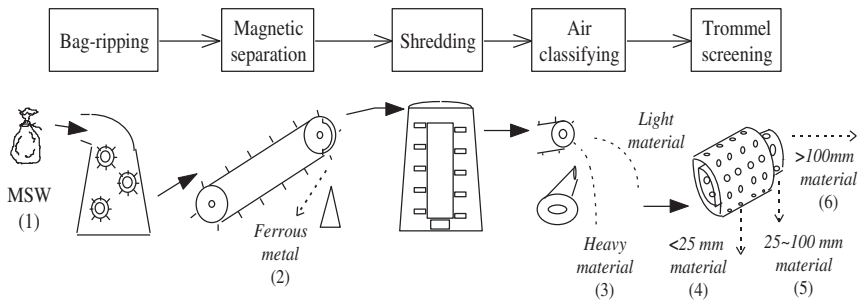 Bag-ripping
Magnetic
separation
Shredding
Air
classifying
Trommel
screening
MSW
(1)
Ferrous
metal
(2)
Light
material
Heavy
material
(3)
<25 mm
material
(4)
25~100 mm
material
(5)
>100mm
material
(6)